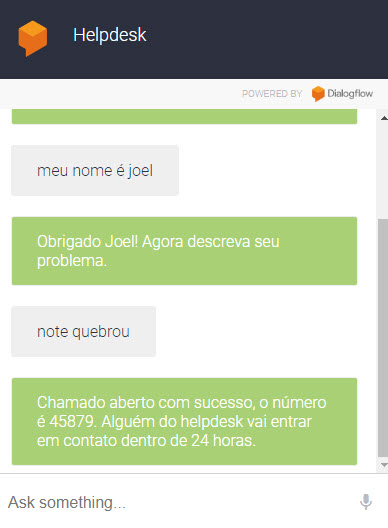 Helpdesk
POWERED BY Dialogflow
meu nome é joel
Obrigado Joel! Agora descreva seu
problema.
note quebrou
Chamado aberto com sucesso, o número
é 45879. Alguém do helpdesk vai entrar
em contato dentro de 24 horas.
Ask something...